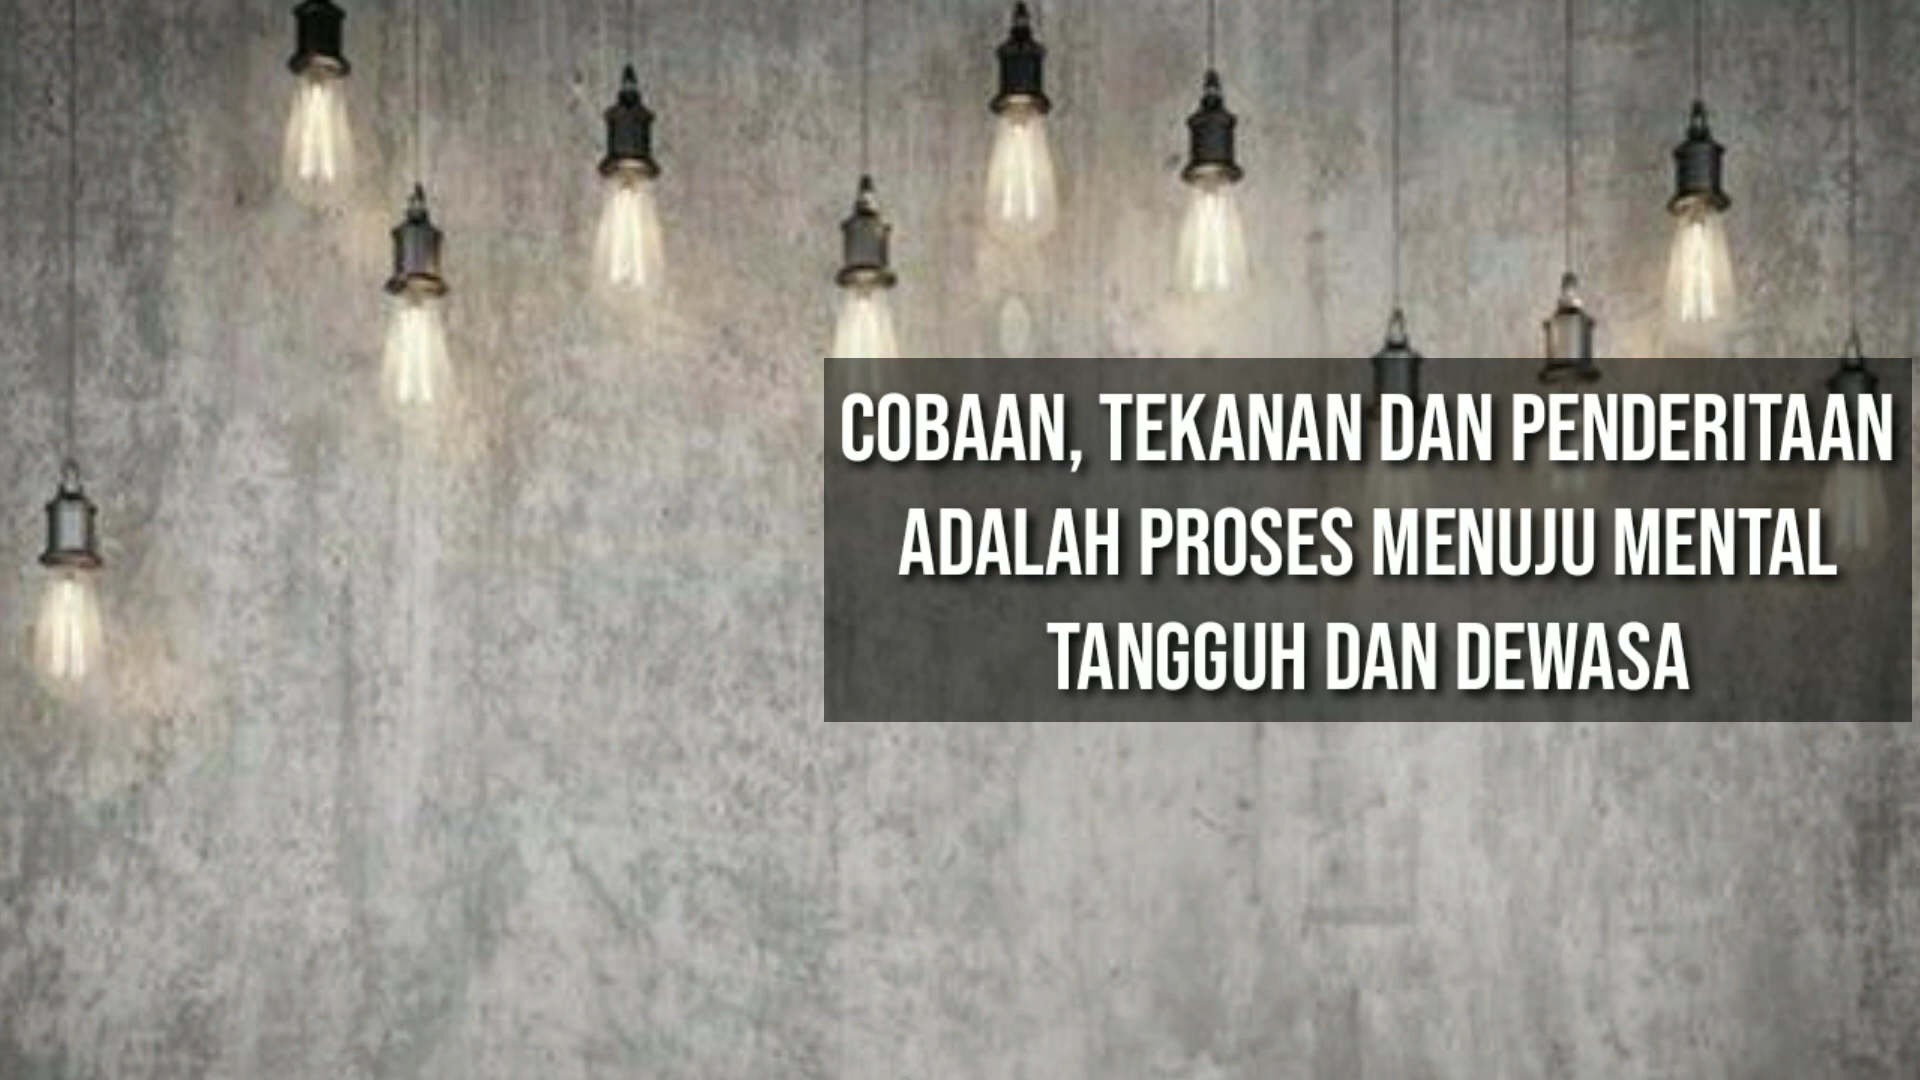 COBAAN, TEKANAN DAN PENDERITAAN
ADALAH PROSES MENUJU MENTAL
TANGGUH DAN DEWASA